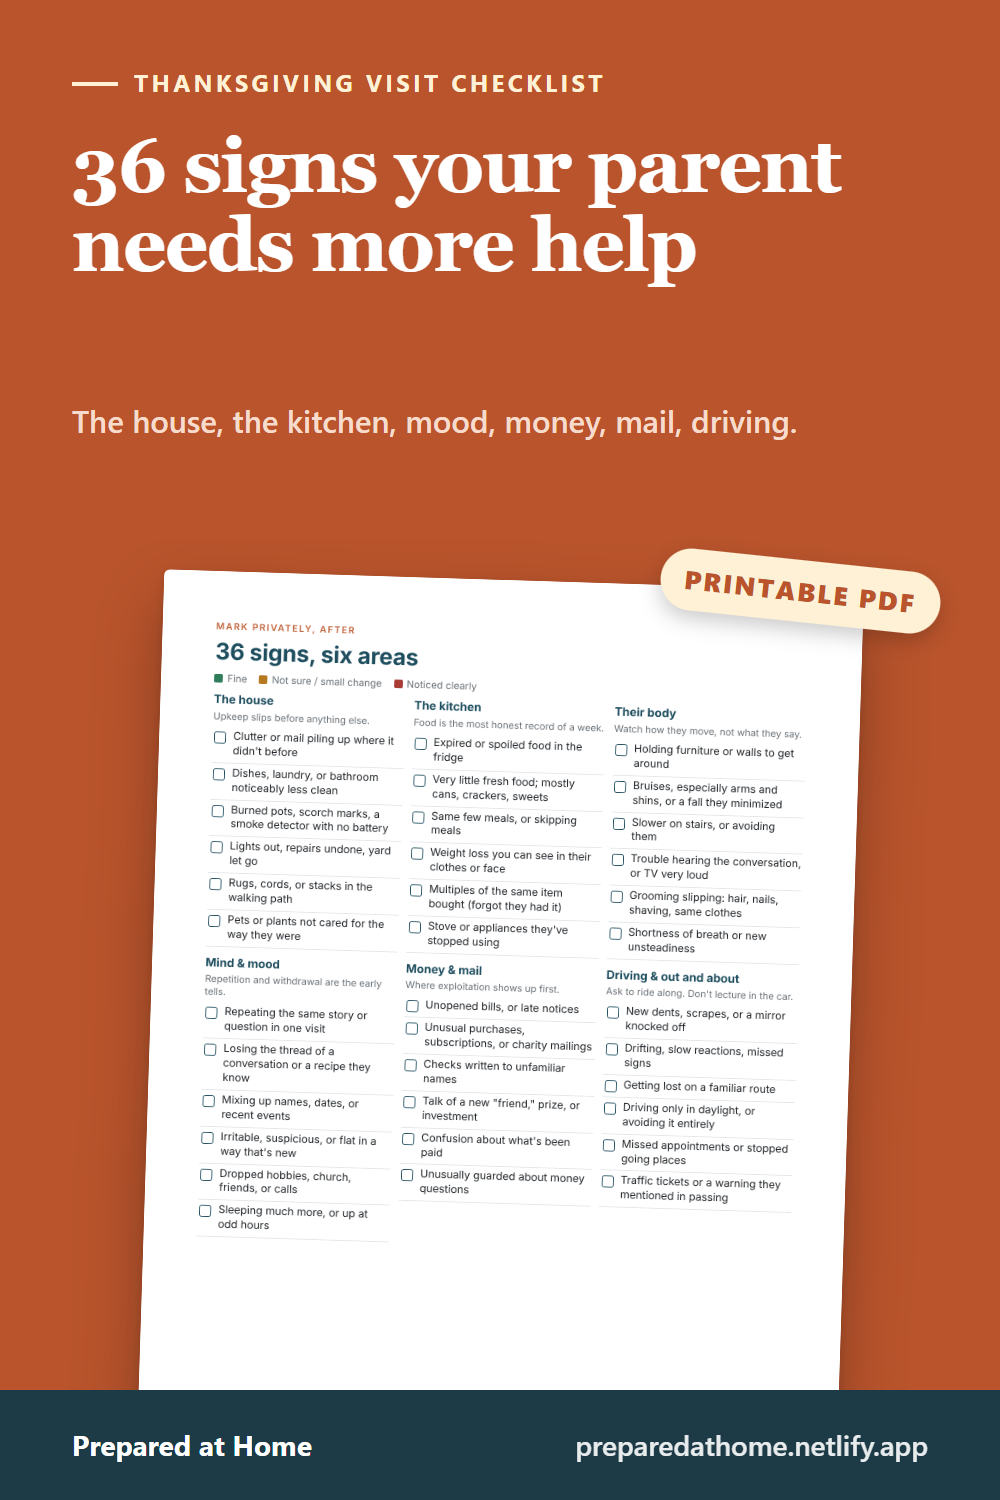 THANKSGIVING VISIT CHECKLIST
36 signs your parent
needs more help
The house, the kitchen, mood, money, mail, driving.
PRINTABLE PDF
MARK PRIVATELY, AFTER
36 signs, six areas
Fine
Not sure / small change
Noticed clearly
The house
Upkeep slips before anything else.
Clutter or mail piling up where it
didn't before
Dishes, laundry, or bathroom
noticeably less clean
Burned pots, scorch marks, a
smoke detector with no battery
Lights out, repairs undone, yard
let go
Rugs, cords, or stacks in the
walking path
Pets or plants not cared for the
way they were
The kitchen
Food is the most honest record of a week.
Expired or spoiled food in the
fridge
Very little fresh food; mostly
cans, crackers, sweets
Same few meals, or skipping
meals
Weight loss you can see in their
clothes or face
Multiples of the same item
bought (forgot they had it)
Stove or appliances they've
stopped using
Their body
Watch how they move, not what they say.
Holding furniture or walls to get
around
Bruises, especially arms and
shins, or a fall they minimized
Slower on stairs, or avoiding
them
Trouble hearing the conversation,
or TV very loud
Grooming slipping: hair, nails,
shaving, same clothes
Shortness of breath or new
unsteadiness
Mind & mood
Repetition and withdrawal are the early
tells.
Repeating the same story or
question in one visit
Losing the thread of a
conversation or a recipe they
know
Mixing up names, dates, or
recent events
Irritable, suspicious, or flat in a
way that's new
Dropped hobbies, church,
friends, or calls
Sleeping much more, or up at
odd hours
Money & mail
Where exploitation shows up first.
Unopened bills, or late notices
Unusual purchases,
subscriptions, or charity mailings
Checks written to unfamiliar
names
Talk of a new "friend," prize, or
investment
Confusion about what's been
paid
Unusually guarded about money
questions
Driving & out and about
Ask to ride along. Don't lecture in the car.
New dents, scrapes, or a mirror
knocked off
Drifting, slow reactions, missed
signs
Getting lost on a familiar route
Driving only in daylight, or
avoiding it entirely
Missed appointments or stopped
going places
Traffic tickets or a warning they
mentioned in passing
Prepared at Home
preparedathome.netlify.app